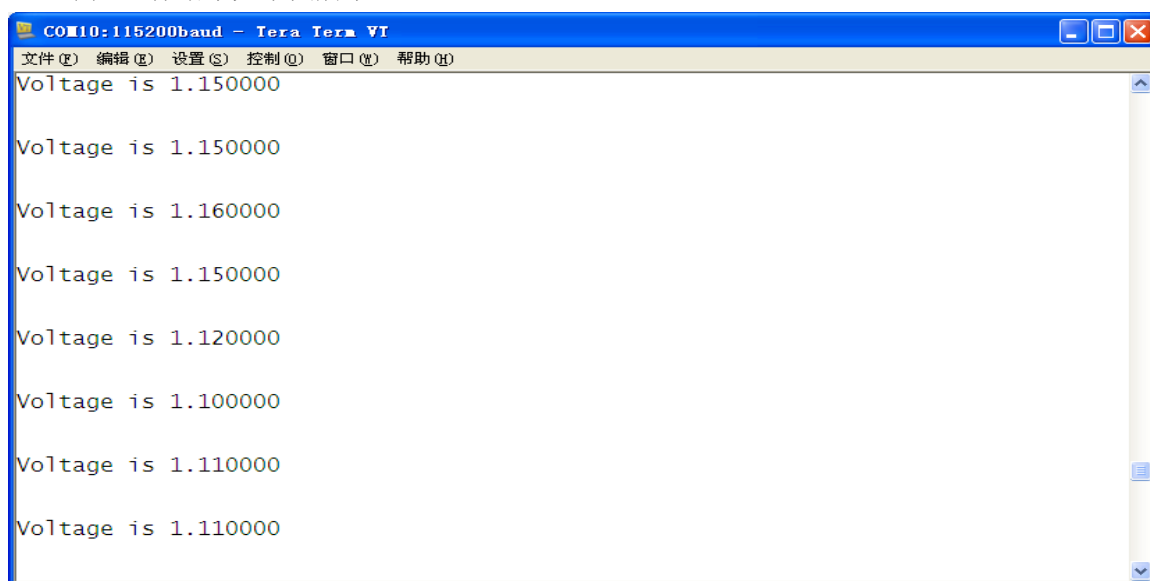 COM10:115200baud - Tera Term VT
文件(F) 编辑(E) 设置(S) 控制(O) 窗口(W) 帮助(H)
Voltage is 1.150000
Voltage is 1.150000
Voltage is 1.160000
Voltage is 1.150000
Voltage is 1.120000
Voltage is 1.100000
Voltage is 1.110000
Voltage is 1.110000